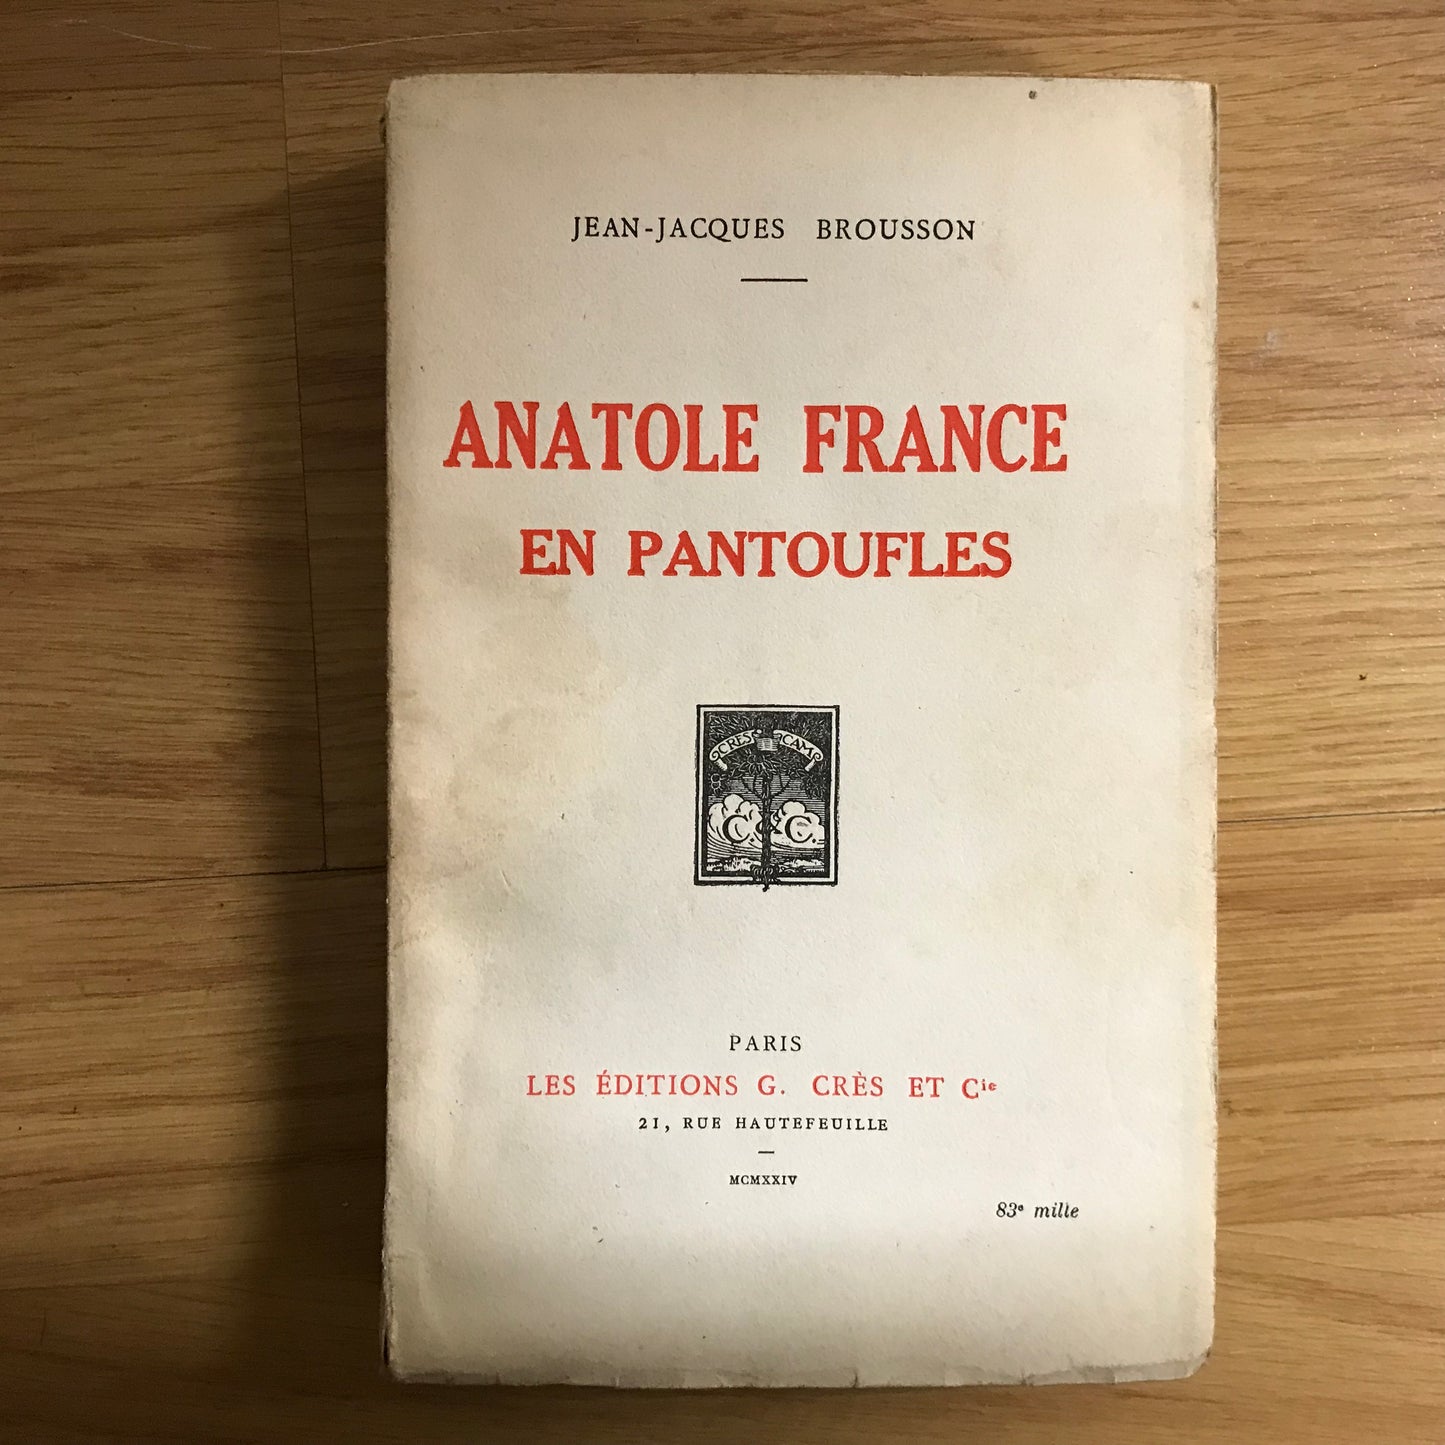 JEAN-JACQUES BROUSSON
ANATOLE FRANCE
EN PANTOUFLES
CRES CAM
C. & C.
PARIS
LES ÉDITIONS G. CRÈS ET Cie
21, RUE HAUTEFEUILLE
MCMXXIV
83e mille